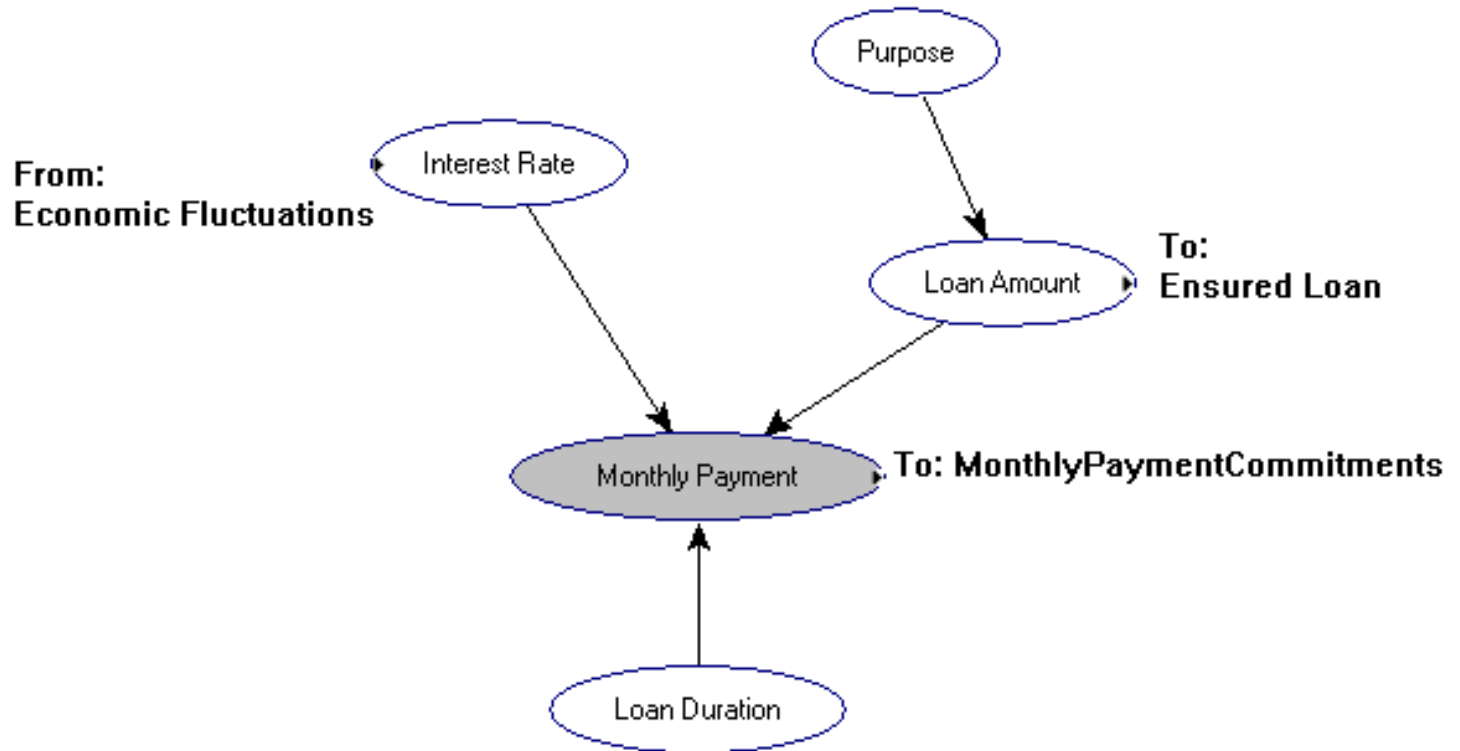 Purpose
Interest Rate
From:
Economic Fluctuations
Loan Amount
To:
Ensured Loan
Monthly Payment
To: MonthlyPaymentCommitments
Loan Duration